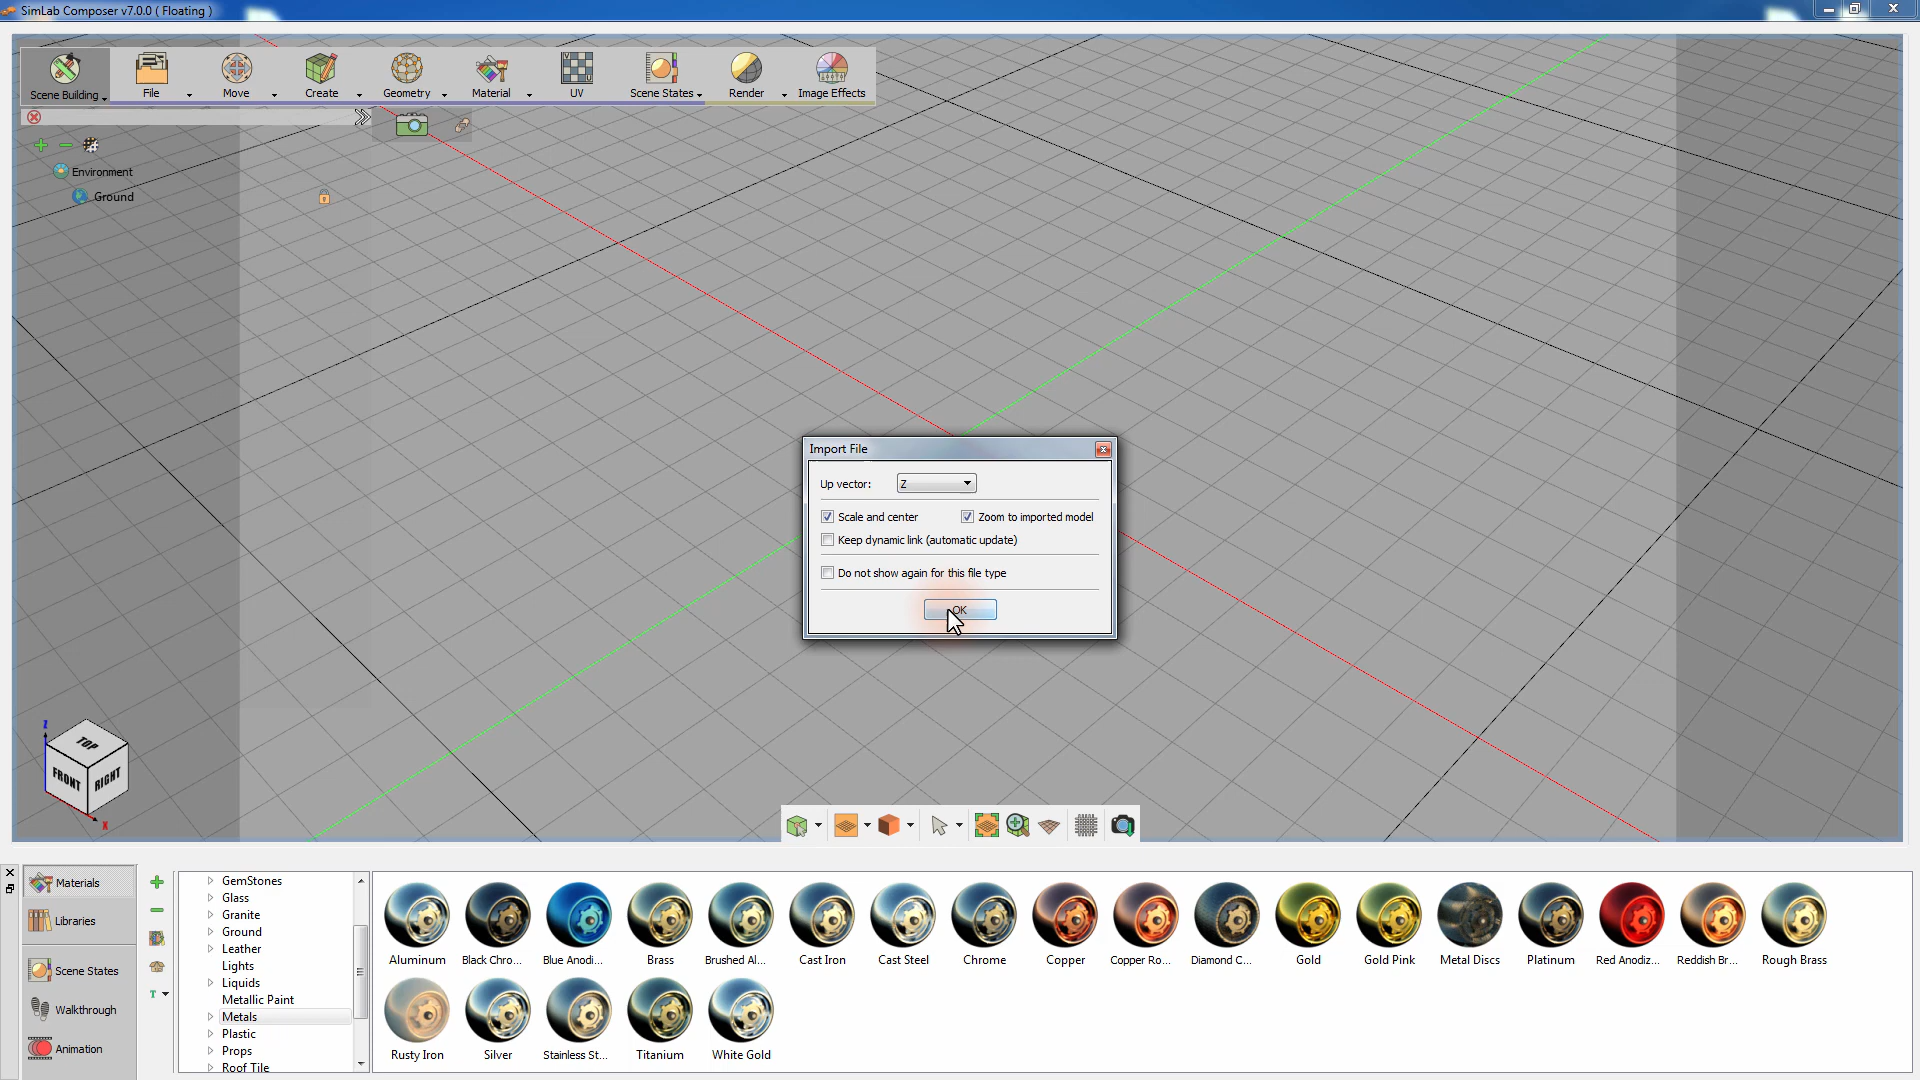 SimLab Composer v7.0.0 ( Floating )
Scene Building
File
Move
Create
Geometry
Material
UV
Scene States
Render
Image Effects
Environment
Ground
Import File
Up vector:
Z
Scale and center
Zoom to imported model
Keep dynamic link (automatic update)
Do not show again for this file type
OK
Z
TOP
FRONT
RIGHT
X
Materials
Libraries
Scene States
Walkthrough
Animation
T
GemStones
Glass
Granite
Ground
Leather
Lights
Liquids
Metallic Paint
Metals
Plastic
Props
Roof Tile
Aluminum
Black Chro...
Blue Anodi...
Brass
Brushed Al...
Cast Iron
Cast Steel
Chrome
Copper
Copper Ro...
Diamond C...
Gold
Gold Pink
Metal Discs
Platinum
Red Anodiz...
Reddish Br...
Rough Brass
Rusty Iron
Silver
Stainless St...
Titanium
White Gold